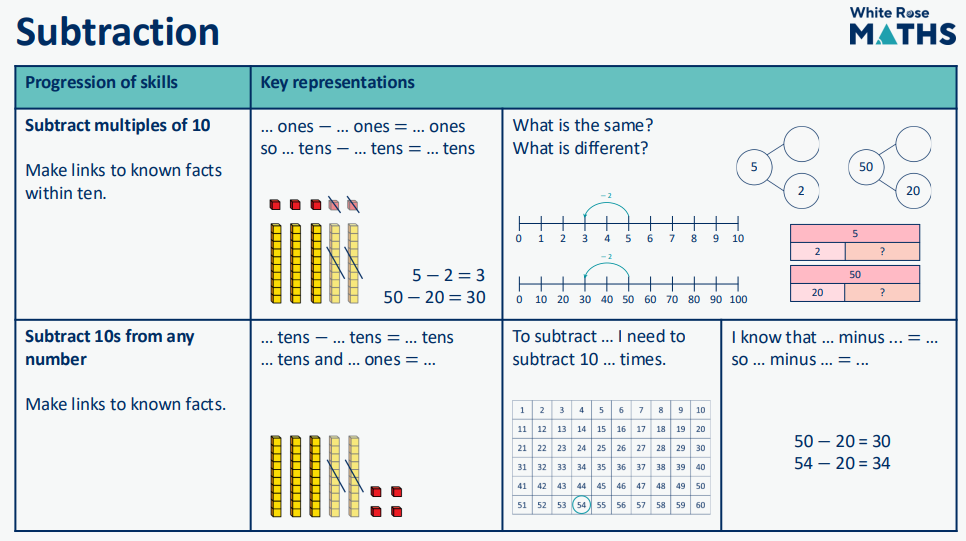 Subtraction
White Rose
MATHS
Progression of skills
Key representations
Subtract multiples of 10
Make links to known facts
within ten.
... ones − ... ones = ... ones
so ... tens − ... tens = ... tens
5 − 2 = 3
50 − 20 = 30
What is the same?
What is different?
− 2
0 1 2 3 4 5 6 7 8 9 10
− 2
0 10 20 30 40 50 60 70 80 90 100
5
2
50
20
5
2 ?
50
20 ?
Subtract 10s from any
number
Make links to known facts.
... tens − ... tens = ... tens
... tens and ... ones = ...
To subtract ... I need to
subtract 10 ... times.
1 2 3 4 5 6 7 8 9 10
11 12 13 14 15 16 17 18 19 20
21 22 23 24 25 26 27 28 29 30
31 32 33 34 35 36 37 38 39 40
41 42 43 44 45 46 47 48 49 50
51 52 53 54 55 56 57 58 59 60
I know that ... minus ... = ...
so ... minus ... = ...
50 − 20 = 30
54 − 20 = 34